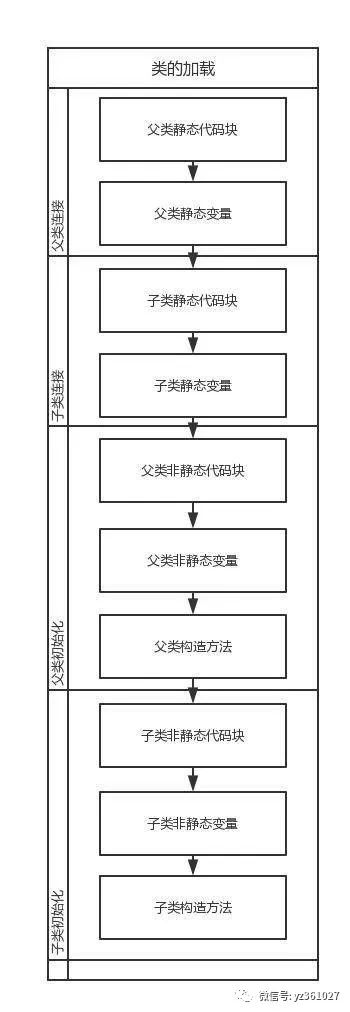 类的加载
父类连接
父类静态代码块
父类静态变量
子类连接
子类静态代码块
子类静态变量
父类初始化
父类非静态代码块
父类非静态变量
父类构造方法
子类初始化
子类非静态代码块
子类非静态变量
子类构造方法
微信号: yz361027